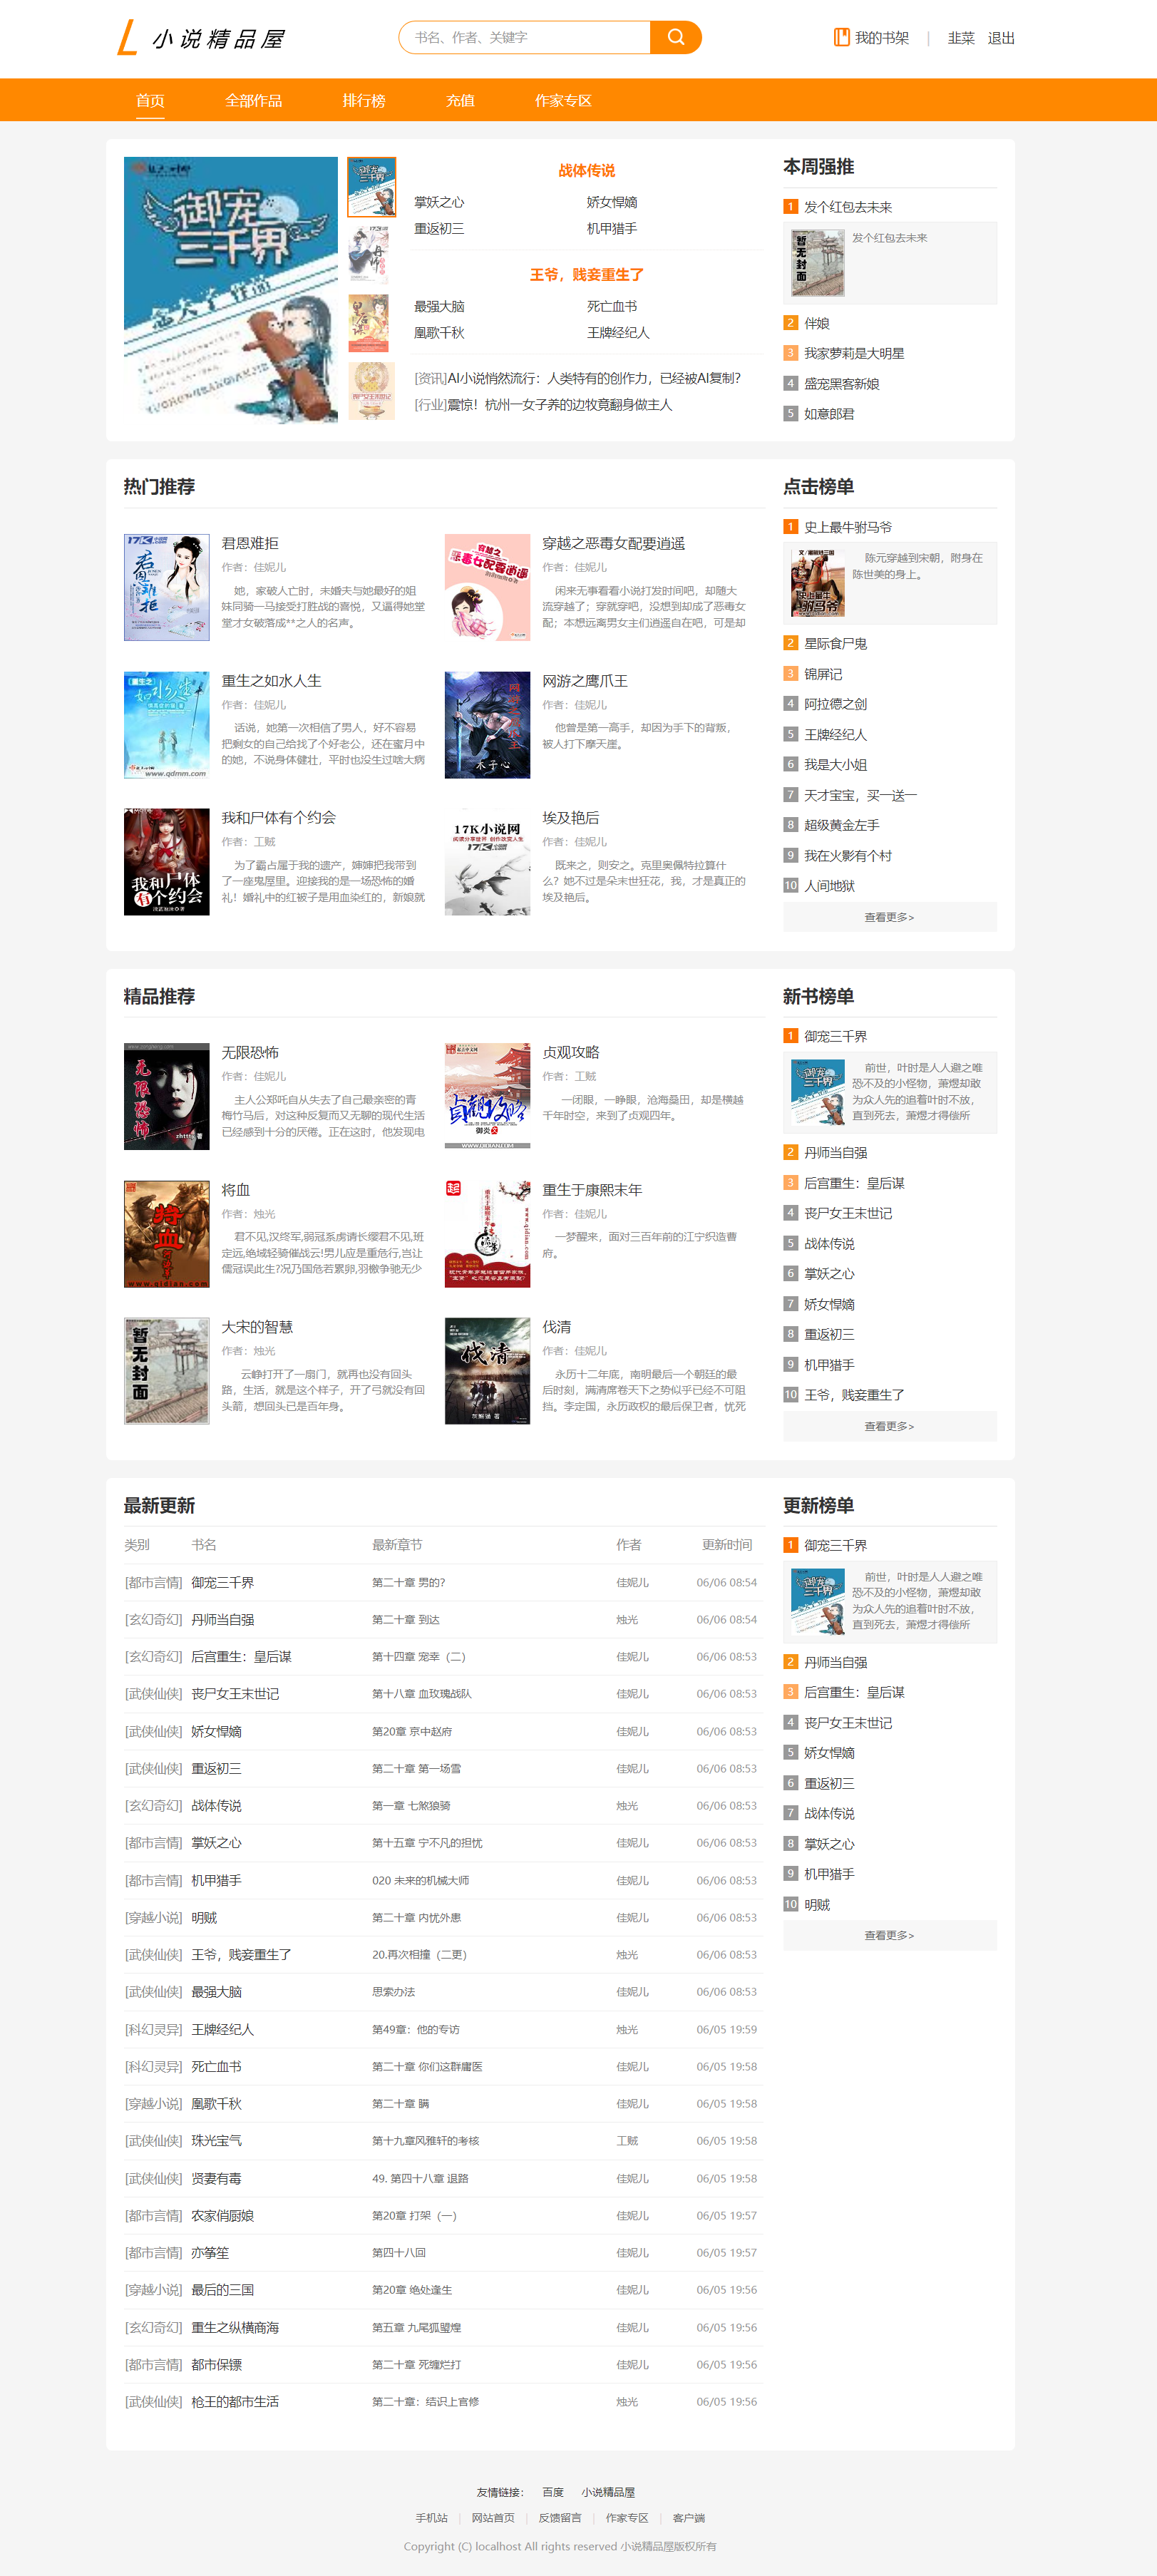 小说精品屋
书名、作者、关键字
我的书架 | 韭菜 退出
首页 全部作品 排行榜 充值 作家专区
御宠三千界
战体传说
掌妖之心 娇女悍嫡
重返初三 机甲猎手
王爷，贱妾重生了
最强大脑 死亡血书
凰歌千秋 王牌经纪人
[资讯]AI小说悄然流行：人类特有的创作力，已经被AI复制？
[行业]震惊！杭州一女子养的边牧竟翻身做主人
本周强推
1 发个红包去未来
暂无封面
发个红包去未来
2 伴娘
3 我家萝莉是大明星
4 盛宠黑客新娘
5 如意郎君
热门推荐
君恩难拒
作者：佳妮儿
她，家破人亡时，未婚夫与她最好的姐
妹同骑一马接受打胜战的喜悦，又逼得她堂
堂才女破落成**之人的名声。
穿越之恶毒女配要逍遥
作者：佳妮儿
闲来无事看看小说打发时间吧，却随大
流穿越了；穿就穿吧，没想到却成了恶毒女
配；本想远离男女主们逍遥自在吧，可是却
重生之如水人生
作者：佳妮儿
话说，她第一次相信了男人，好不容易
把剩女的自己给找了个好老公，还在蜜月中
的她，不说身体健壮，平时也没生过啥大病
www.qdmm.com
网游之鹰爪王
作者：佳妮儿
他曾是第一高手，却因为手下的背叛，
被人打下摩天崖。
木子心
我和尸体有个约会
作者：工贼
为了霸占属于我的遗产，婶婶把我带到
了一座鬼屋里。迎接我的是一场恐怖的婚
礼！婚礼中的红被子是用血染红的，新娘就
埃及艳后
作者：佳妮儿
既来之，则安之。克里奥佩特拉算什
么？她不过是朵末世狂花，我，才是真正的
埃及艳后。
17K小说网
点击榜单
1 史上最牛驸马爷
陈元穿越到宋朝，附身在
陈世美的身上。
2 星际食尸鬼
3 锦屏记
4 阿拉德之剑
5 王牌经纪人
6 我是大小姐
7 天才宝宝，买一送一
8 超级黄金左手
9 我在火影有个村
10 人间地狱
查看更多>
精品推荐
无限恐怖
作者：佳妮儿
主人公郑吒自从失去了自己最亲密的青
梅竹马后，对这种反复而又无聊的现代生活
已经感到十分的厌倦。正在这时，他发现电
贞观攻略
作者：工贼
一闭眼，一睁眼，沧海桑田，却是横越
千年时空，来到了贞观四年。
将血
作者：烛光
君不见,汉终军,弱冠系虏请长缨君不见,班
定远,绝域轻骑催战云!男儿应是重危行,岂让
儒冠误此生?况乃国危若累卵,羽檄争驰无少
www.qidian.com
重生于康熙末年
作者：佳妮儿
一梦醒来，面对三百年前的江宁织造曹
府。
大宋的智慧
作者：烛光
云峥打开了一扇门，就再也没有回头
路，生活，就是这个样子，开了弓就没有回
头箭，想回头已是百年身。
暂无封面
伐清
作者：佳妮儿
永历十二年底，南明最后一个朝廷的最
后时刻，满清席卷天下之势似乎已经不可阻
挡。李定国，永历政权的最后保卫者，忧死
新书榜单
1 御宠三千界
前世，叶时是人人避之唯
恐不及的小怪物，萧煜却敢
为众人先的追着叶时不放，
直到死去，萧煜才得偿所
2 丹师当自强
3 后宫重生：皇后谋
4 丧尸女王末世记
5 战体传说
6 掌妖之心
7 娇女悍嫡
8 重返初三
9 机甲猎手
10 王爷，贱妾重生了
查看更多>
最新更新
类别 书名 最新章节 作者 更新时间
[都市言情] 御宠三千界 第二十章 男的？ 佳妮儿 06/06 08:54
[玄幻奇幻] 丹师当自强 第二十章 到达 烛光 06/06 08:54
[玄幻奇幻] 后宫重生：皇后谋 第十四章 宠幸（二） 佳妮儿 06/06 08:53
[武侠仙侠] 丧尸女王末世记 第十八章 血玫瑰战队 佳妮儿 06/06 08:53
[武侠仙侠] 娇女悍嫡 第20章 京中赵府 佳妮儿 06/06 08:53
[武侠仙侠] 重返初三 第二十章 第一场雪 佳妮儿 06/06 08:53
[玄幻奇幻] 战体传说 第一章 七煞狼骑 烛光 06/06 08:53
[都市言情] 掌妖之心 第十五章 宁不凡的担忧 佳妮儿 06/06 08:53
[都市言情] 机甲猎手 020 未来的机械大师 佳妮儿 06/06 08:53
[穿越小说] 明贼 第二十章 内忧外患 佳妮儿 06/06 08:53
[武侠仙侠] 王爷，贱妾重生了 20.再次相撞（二更） 烛光 06/06 08:53
[武侠仙侠] 最强大脑 思索办法 佳妮儿 06/06 08:53
[科幻灵异] 王牌经纪人 第49章：他的专访 烛光 06/05 19:59
[科幻灵异] 死亡血书 第二十章 你们这群庸医 佳妮儿 06/05 19:58
[穿越小说] 凰歌千秋 第二十章 瞒 佳妮儿 06/05 19:58
[武侠仙侠] 珠光宝气 第十九章风雅轩的考核 工贼 06/05 19:58
[武侠仙侠] 贤妻有毒 49. 第四十八章 退路 佳妮儿 06/05 19:58
[都市言情] 农家俏厨娘 第20章 打架（一） 佳妮儿 06/05 19:57
[都市言情] 亦筝笙 第四十八回 佳妮儿 06/05 19:57
[穿越小说] 最后的三国 第20章 绝处逢生 佳妮儿 06/05 19:56
[玄幻奇幻] 重生之纵横商海 第五章 九尾狐鋆煌 佳妮儿 06/05 19:56
[都市言情] 都市保镖 第二十章 死缠烂打 佳妮儿 06/05 19:56
[武侠仙侠] 枪王的都市生活 第二十章：结识上官修 烛光 06/05 19:56
更新榜单
1 御宠三千界
前世，叶时是人人避之唯
恐不及的小怪物，萧煜却敢
为众人先的追着叶时不放，
直到死去，萧煜才得偿所
2 丹师当自强
3 后宫重生：皇后谋
4 丧尸女王末世记
5 娇女悍嫡
6 重返初三
7 战体传说
8 掌妖之心
9 机甲猎手
10 明贼
查看更多>
友情链接： 百度 小说精品屋
手机站 | 网站首页 | 反馈留言 | 作家专区 | 客户端
Copyright (C) localhost All rights reserved 小说精品屋版权所有